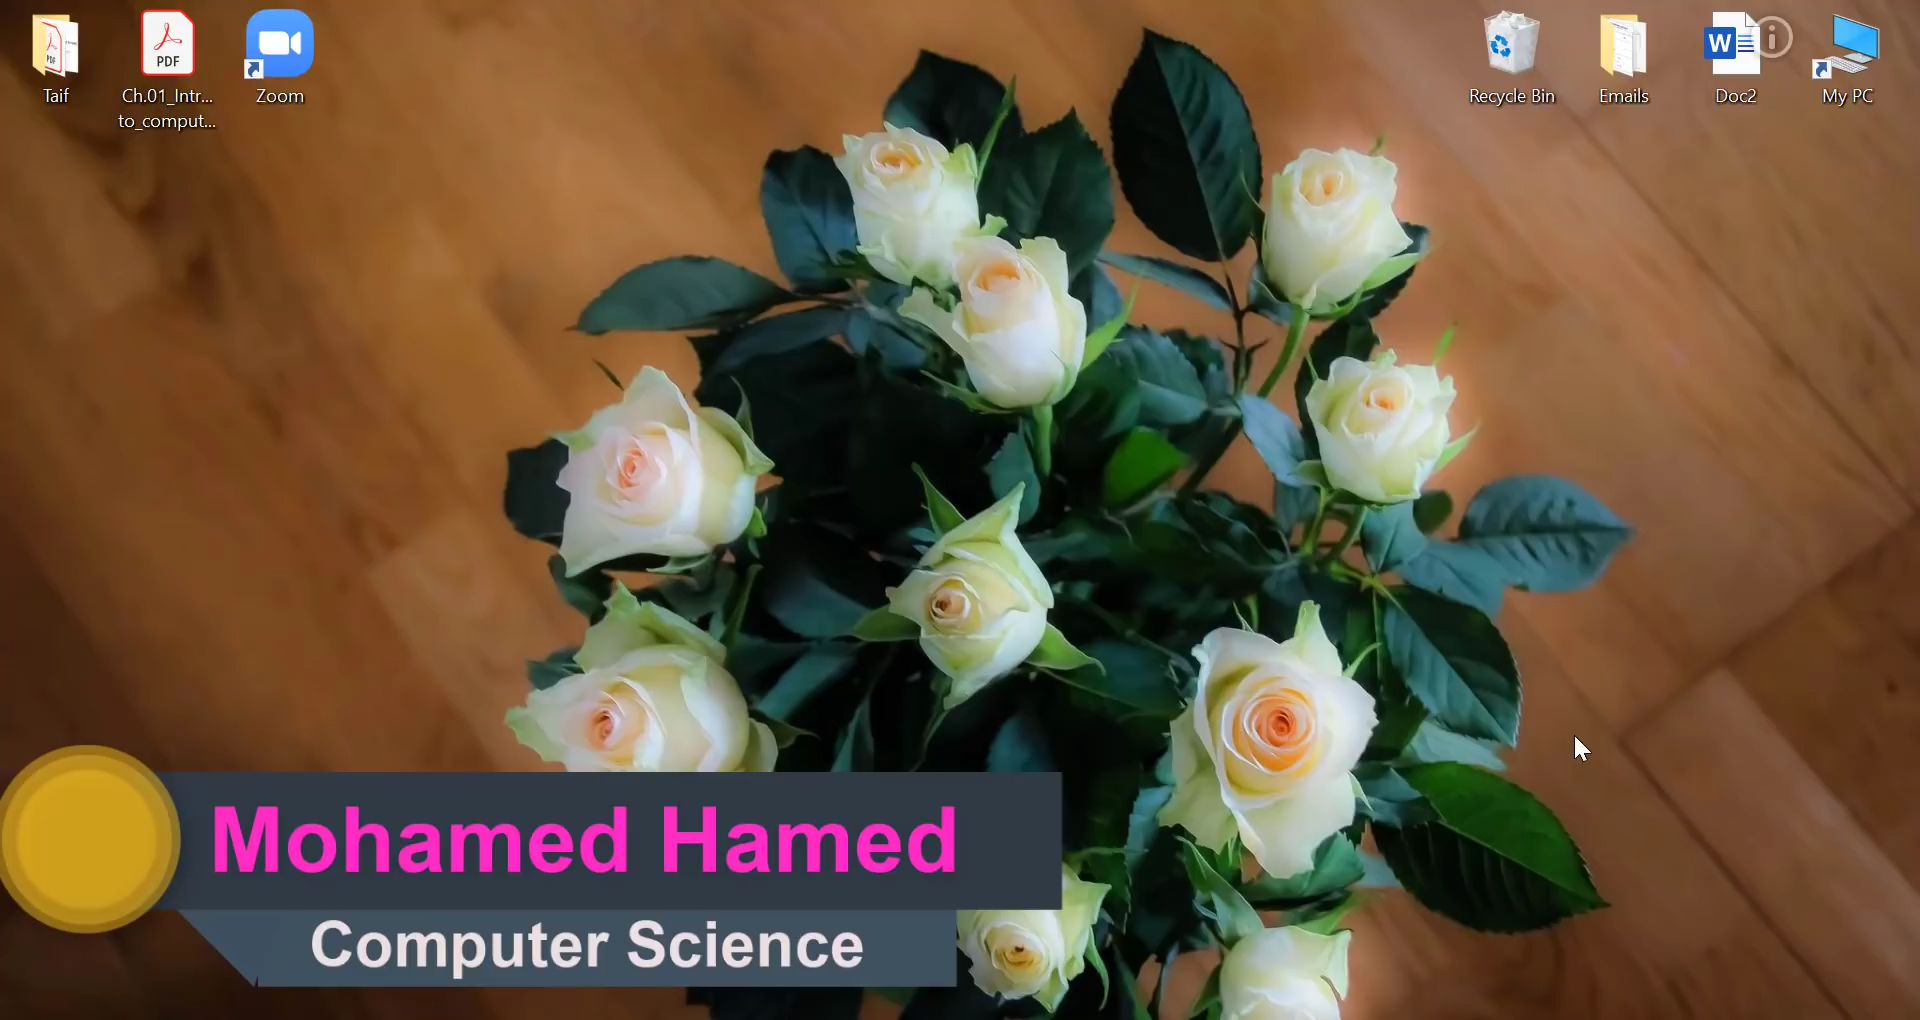 Taif
PDF
Ch.01_Intr...
to_comput...
Zoom
Recycle Bin
Emails
W
Doc2
My PC
Mohamed Hamed
Computer Science